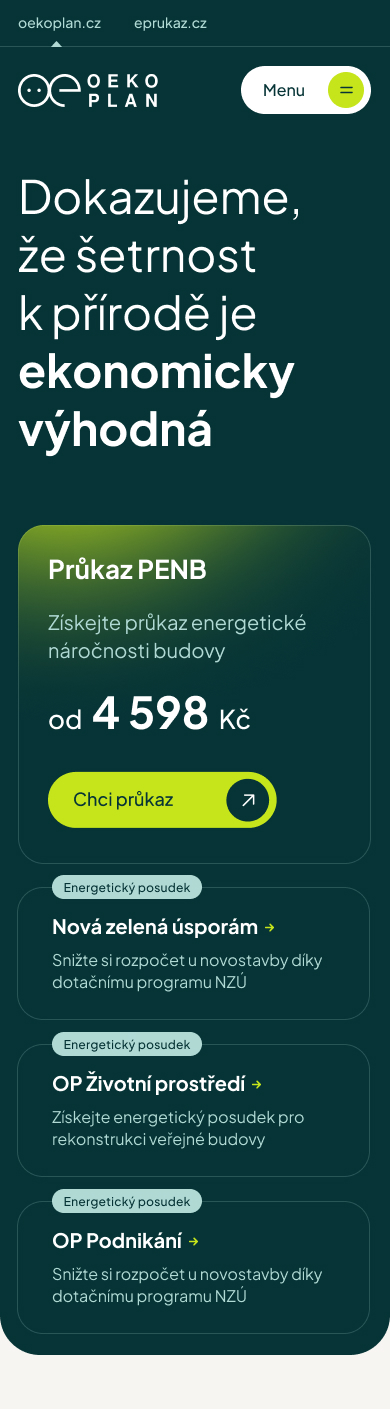 oekoplan.cz
eprukaz.cz
OEKO
PLAN
Menu
Dokazujeme,
že šetrnost
k přírodě je
ekonomicky
výhodná
Průkaz PENB
Získejte průkaz energetické
náročnosti budovy
od 4 598 Kč
Chci průkaz
Energetický posudek
Nová zelená úsporám
Snižte si rozpočet u novostavby díky
dotačnímu programu NZÚ
Energetický posudek
OP Životní prostředí
Získejte energetický posudek pro
rekonstrukci veřejné budovy
Energetický posudek
OP Podnikání
Snižte si rozpočet u novostavby díky
dotačnímu programu NZÚ